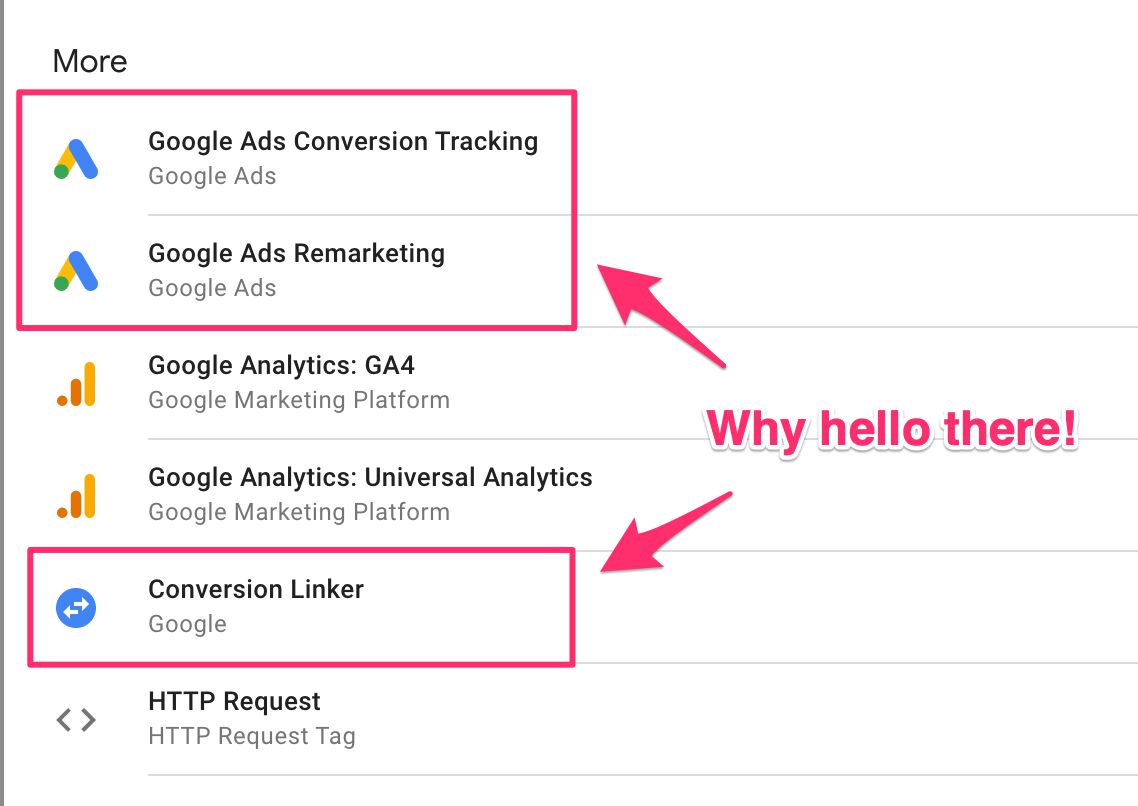 More
Google Ads Conversion Tracking
Google Ads
Google Ads Remarketing
Google Ads
Google Analytics: GA4
Google Marketing Platform
Why hello there!
Google Analytics: Universal Analytics
Google Marketing Platform
Conversion Linker
Google
HTTP Request
HTTP Request Tag